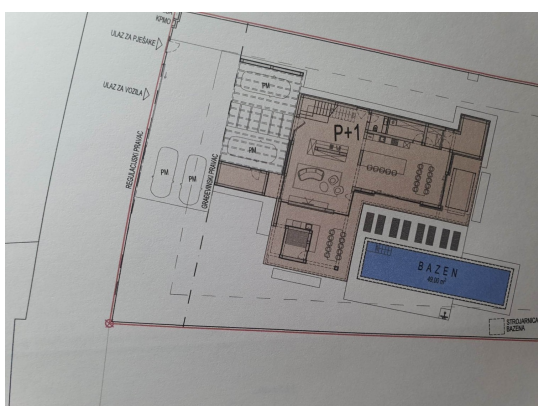 KPMO
ULAZ ZA PJEŠAKE
ULAZ ZA VOZILA
REGULACIJSKI PRAVAC
GRAĐEVINSKI PRAVAC
PM
PM
PM
PM
P+1
BAZEN
STROJARNICA
BAZENA